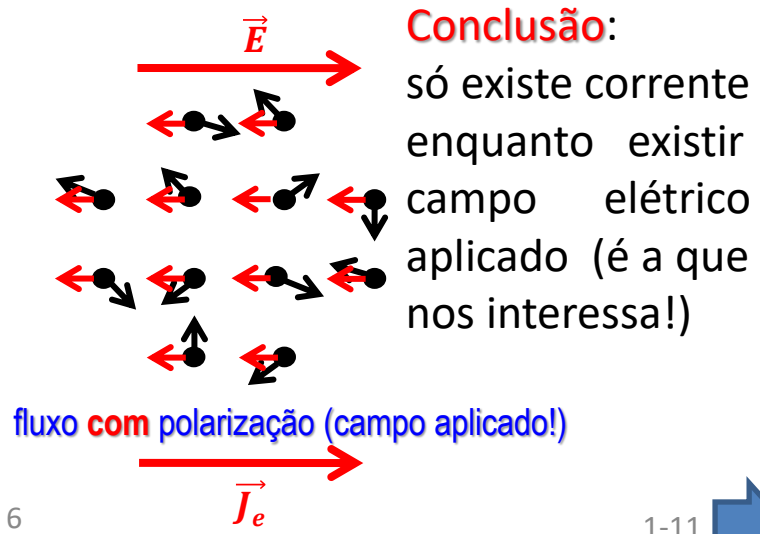 E
Conclusão:
só existe corrente
enquanto existir
campo elétrico
aplicado (é a que
nos interessa!)
fluxo com polarização (campo aplicado!)
J_e
6
1-11